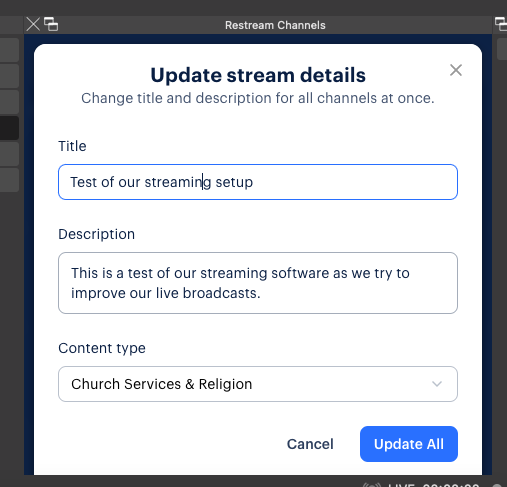 Restream Channels
Update stream details
Change title and description for all channels at once.
Title
Test of our streaming setup
Description
This is a test of our streaming software as we try to
improve our live broadcasts.
Content type
Church Services & Religion
Cancel
Update All